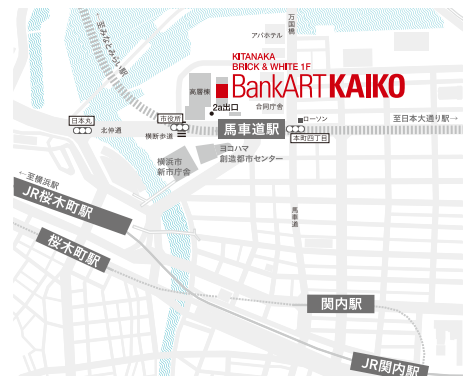 至みなとみらい駅
アパホテル
万国橋
KITANAKA
BRICK & WHITE 1F
BankART KAIKO
高層棟
2a出口
合同庁舎
日本丸
北仲通
市役所
横断歩道
馬車道駅
ローソン
本町四丁目
至日本大通り駅→
横浜市
新市庁舎
ヨコハマ
創造都市センター
←至横浜駅
JR桜木町駅
桜木町駅
馬車道
関内駅
JR関内駅